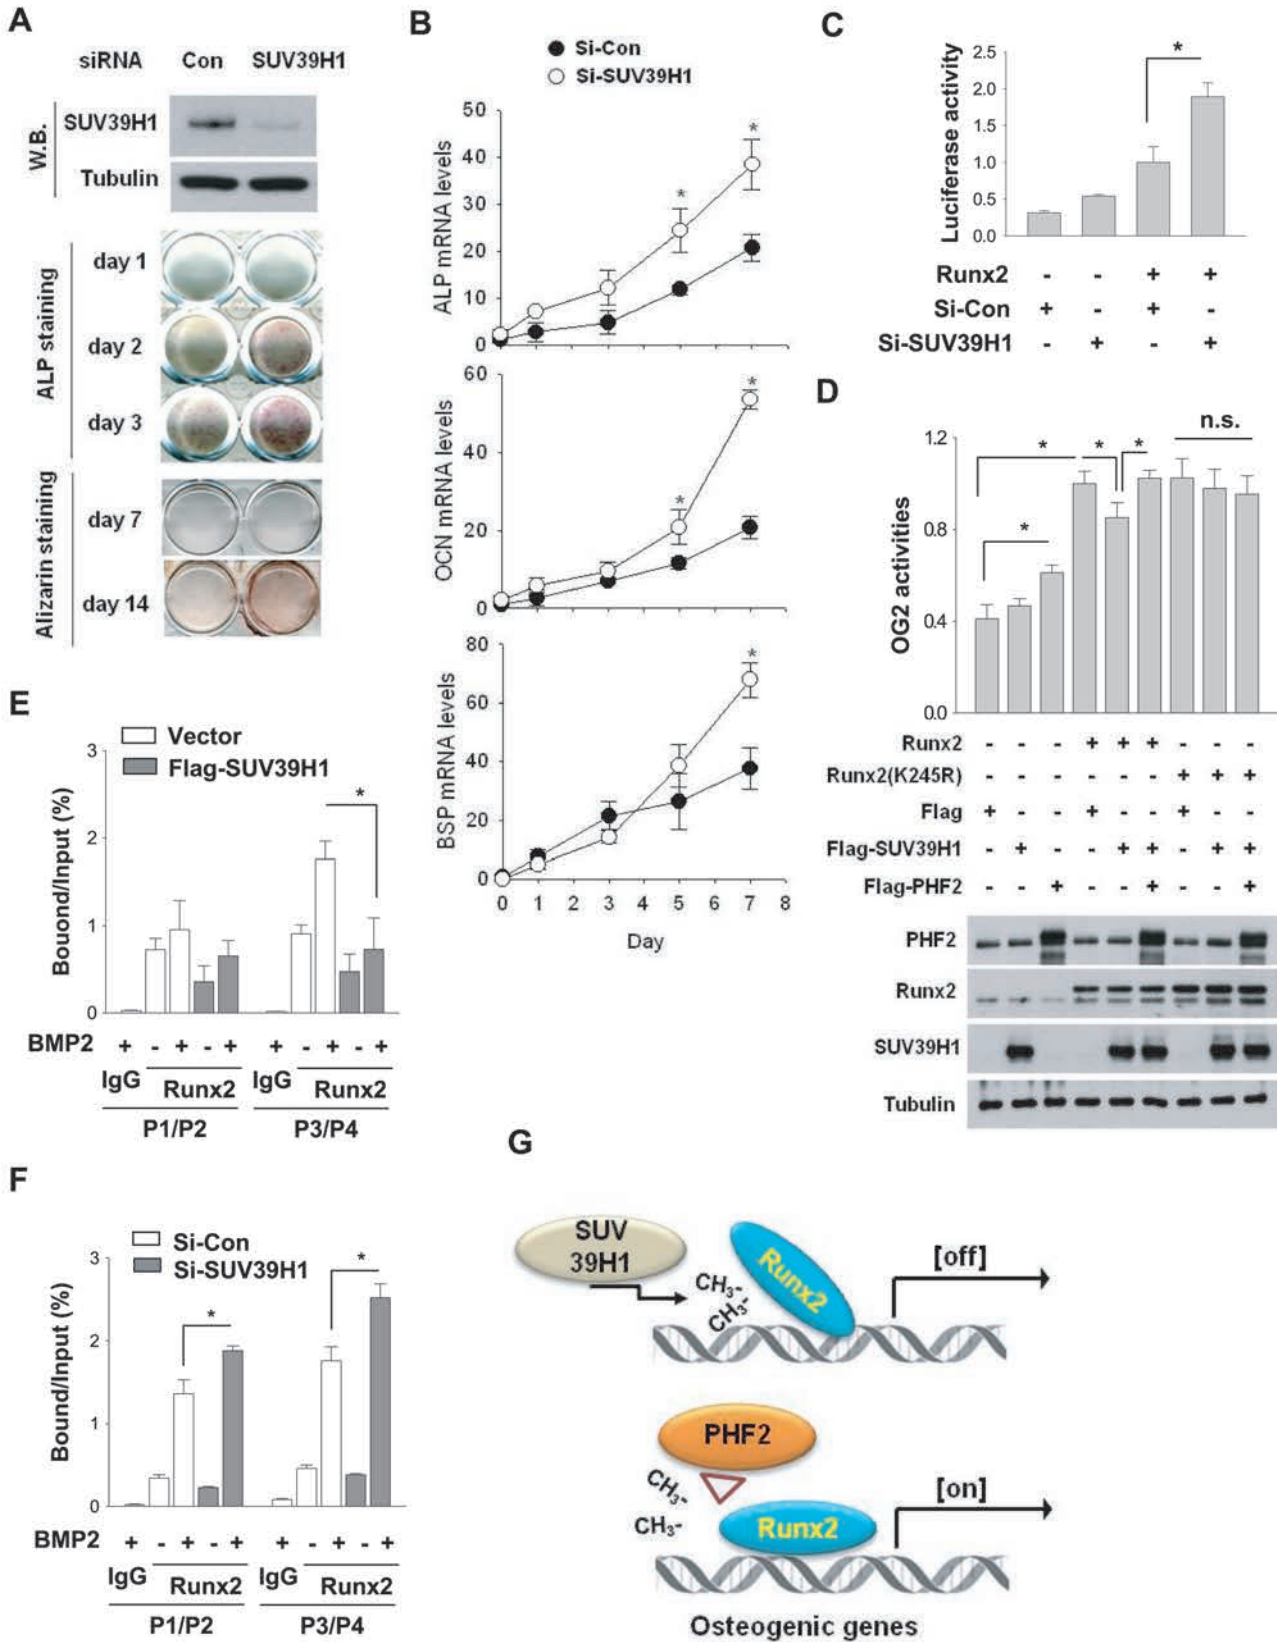 A
siRNA Con SUV39H1
W.B.
SUV39H1
Tubulin
ALP staining
day 1
day 2
day 3
Alizarin staining
day 7
day 14
B
Si-Con
Si-SUV39H1
ALP mRNA levels
50
40
30
20
10
0
OCN mRNA levels
60
40
20
0
BSP mRNA levels
80
60
40
20
0
* * * * *
0 1 2 3 4 5 6 7 8
Day
C
Luciferase activity
2.5
2.0
1.5
1.0
0.5
0.0
*
Runx2 - - + +
Si-Con + - + -
Si-SUV39H1 - + - +
D
OG2 activities
1.2
0.8
0.4
0.0
* * * * n.s.
Runx2 - - - + + + - - -
Runx2(K245R) - - - - - - + + +
Flag + - - + - - + - -
Flag-SUV39H1 - + - - + + - + +
Flag-PHF2 - - + - - + - - +
PHF2
Runx2
SUV39H1
Tubulin
E
Vector
Flag-SUV39H1
Bouond/Input (%)
3
2
1
0
*
BMP2 + - + - + + - + - +
IgG Runx2 IgG Runx2
P1/P2 P3/P4
F
Si-Con
Si-SUV39H1
Bound/Input (%)
3
2
1
0
* *
BMP2 + - + - + + - + - +
IgG Runx2 IgG Runx2
P1/P2 P3/P4
G
SUV
39H1
CH3-
CH3-
Runx2
[off]
PHF2
CH3-
CH3-
Runx2
[on]
Osteogenic genes